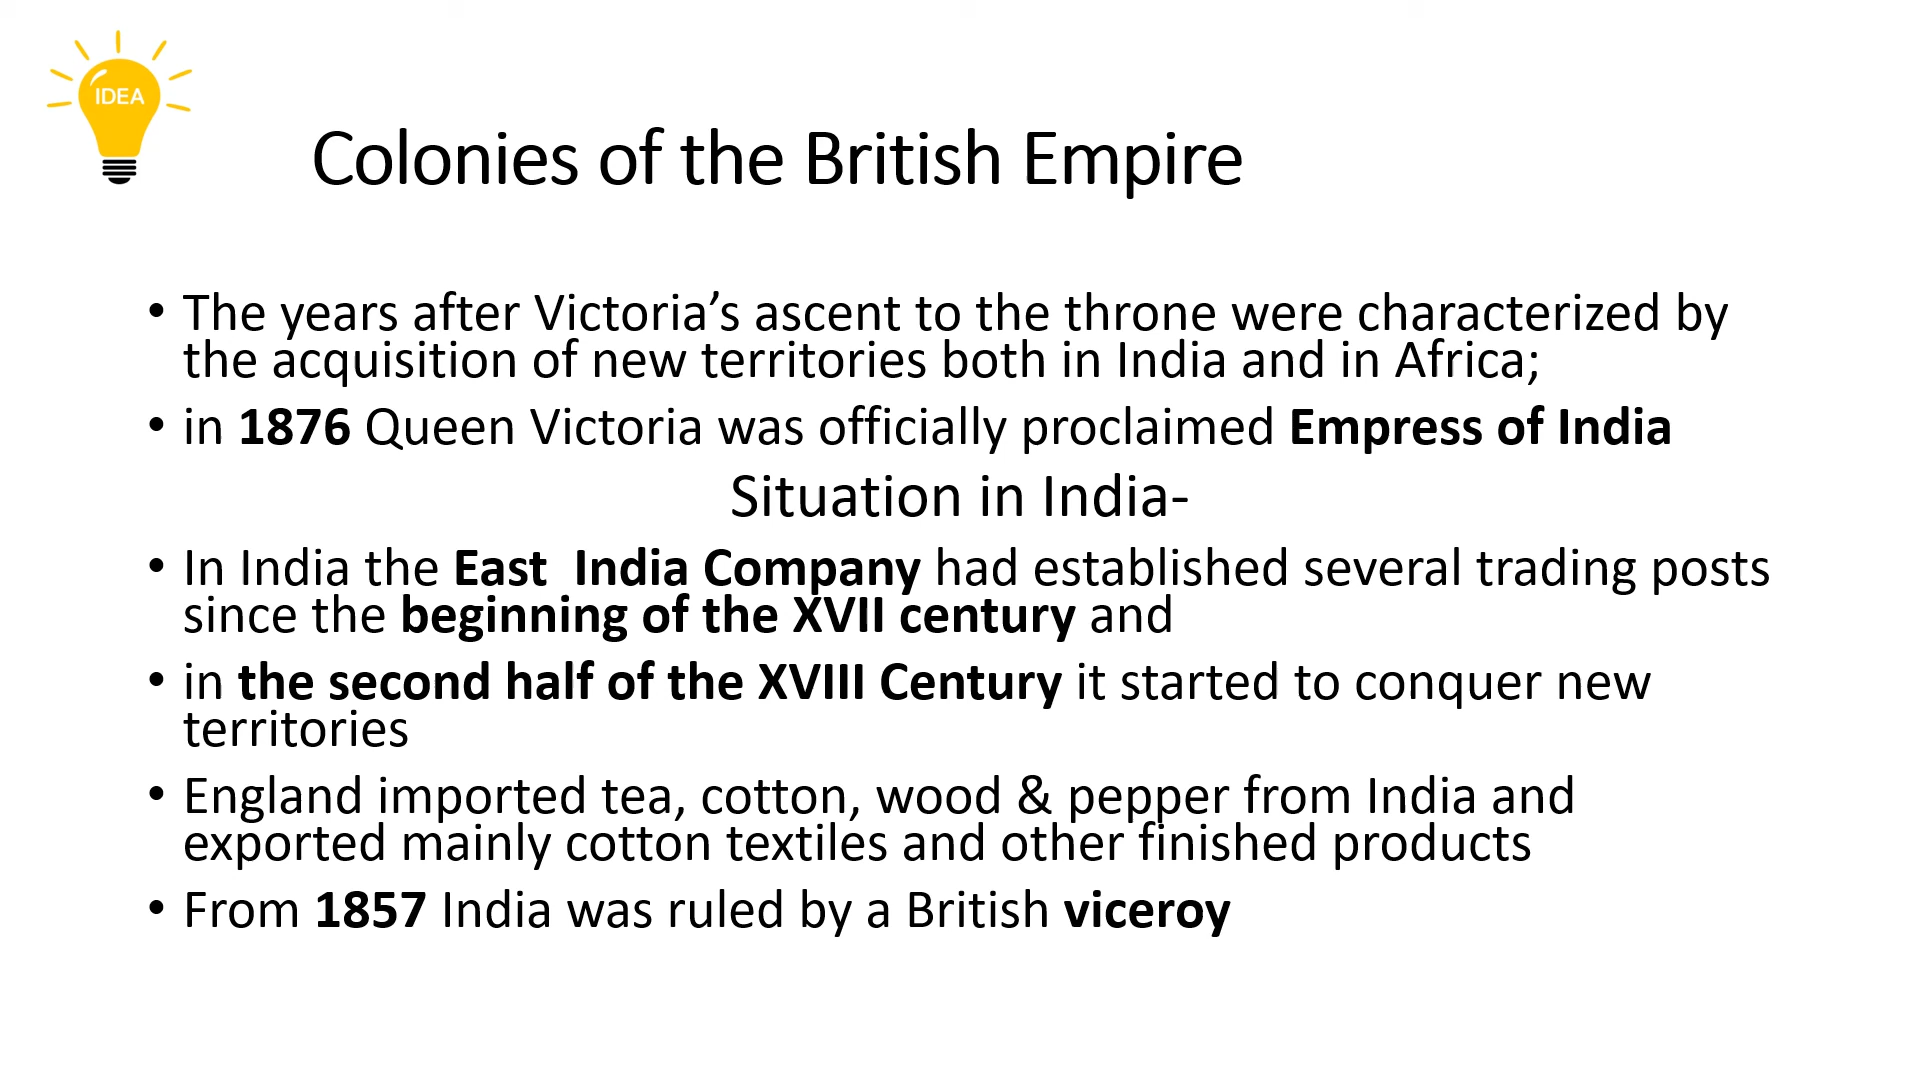 IDEA
Colonies of the British Empire
• The years after Victoria’s ascent to the throne were characterized by
the acquisition of new territories both in India and in Africa;
• in 1876 Queen Victoria was officially proclaimed Empress of India
Situation in India-
• In India the East  India Company had established several trading posts
since the beginning of the XVII century and
• in the second half of the XVIII Century it started to conquer new
territories
• England imported tea, cotton, wood & pepper from India and
exported mainly cotton textiles and other finished products
• From 1857 India was ruled by a British viceroy